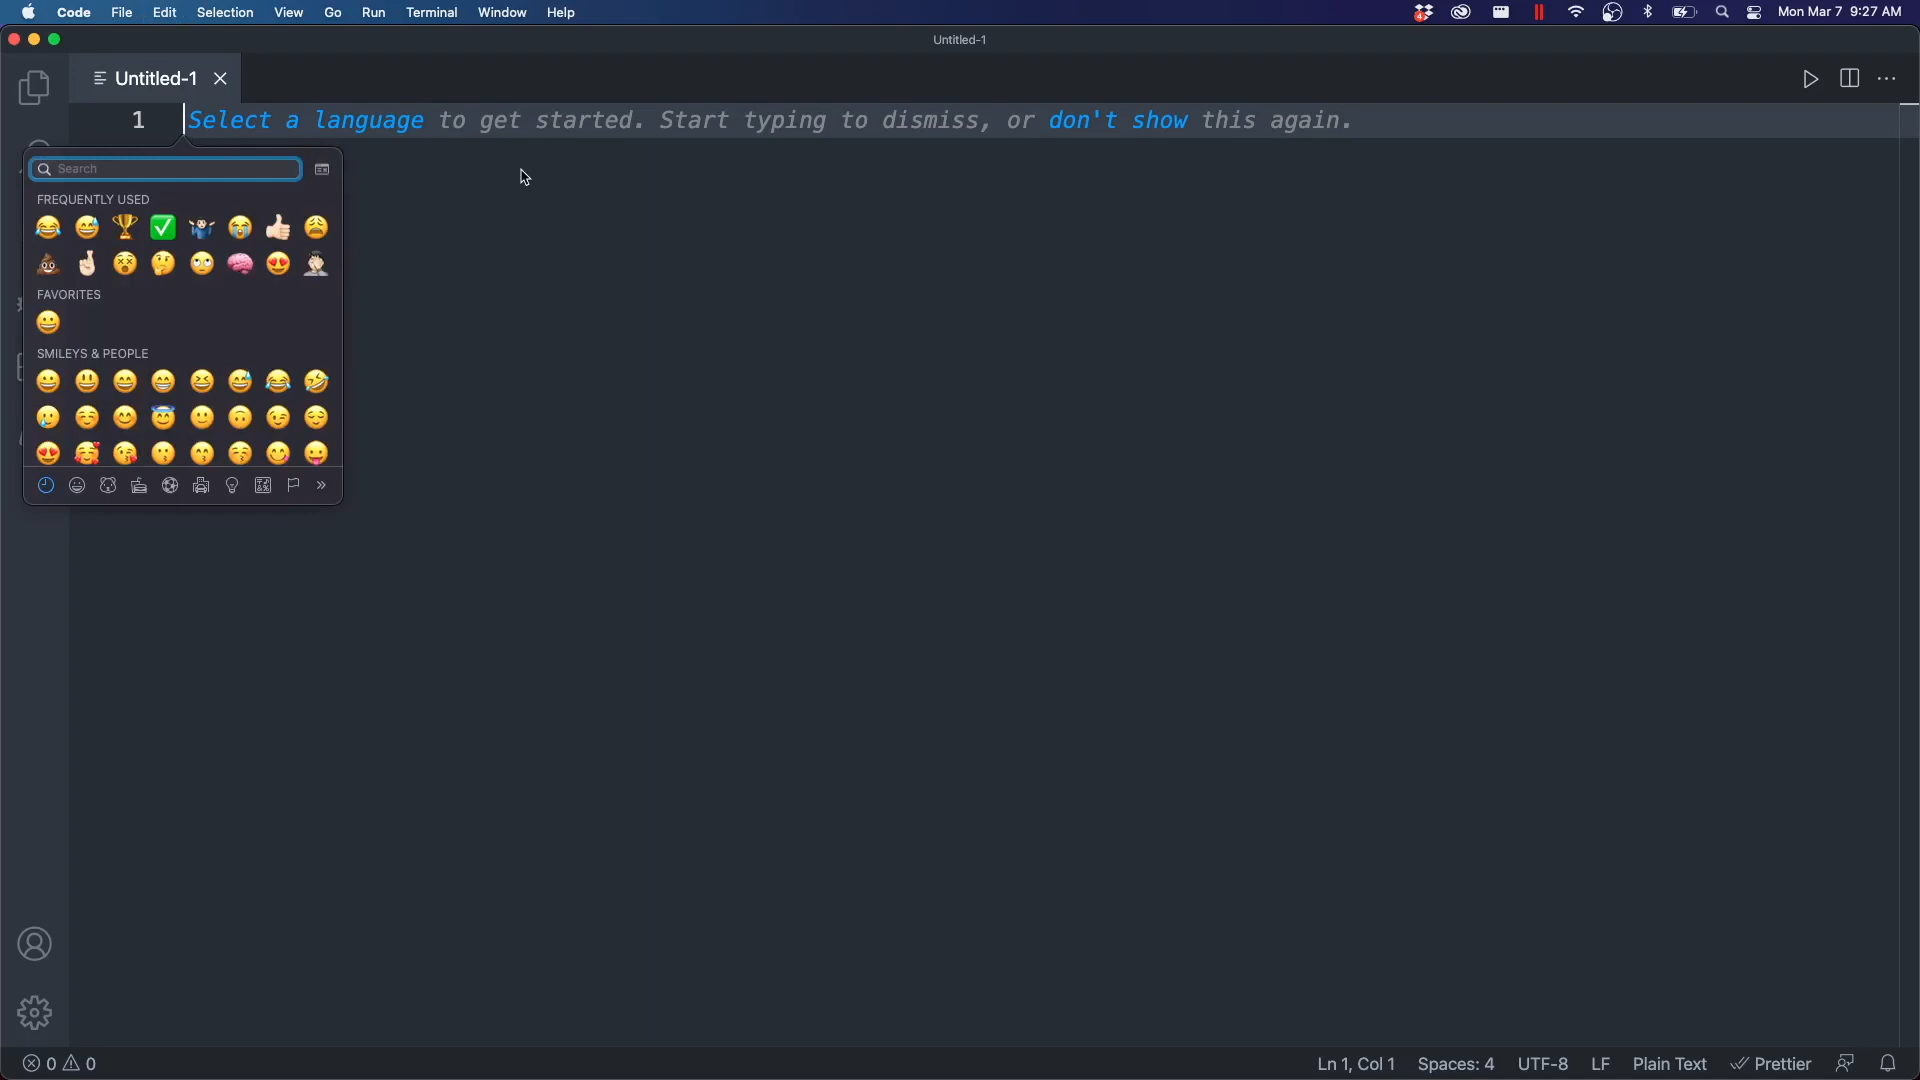 Code File Edit Selection View Go Run Terminal Window Help Mon Mar 7 9:27 AM
Untitled-1
Untitled-1
1 Select a language to get started. Start typing to dismiss, or don't show this again.
Search
FREQUENTLY USED
FAVORITES
SMILEYS & PEOPLE
0 0 Ln 1, Col 1 Spaces: 4 UTF-8 LF Plain Text Prettier